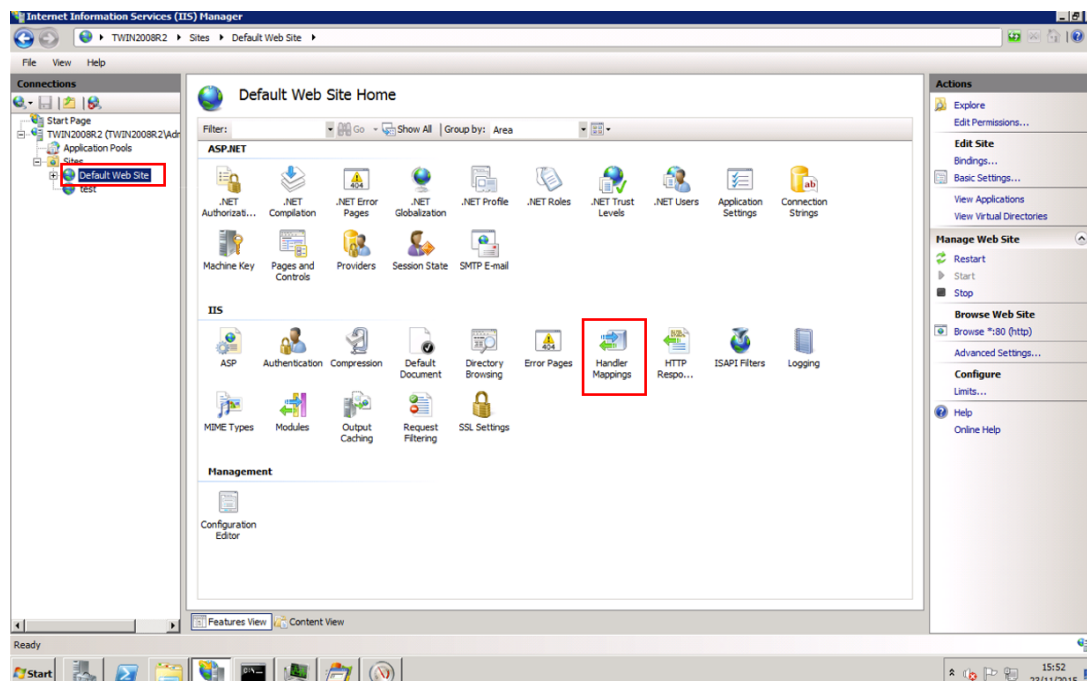 Internet Information Services (IIS) Manager
TWIN2008R2 Sites Default Web Site
File View Help
Connections
Start Page
TWIN2008R2 (TWIN2008R2\Adr
Application Pools
Sites
Default Web Site
test
Default Web Site Home
Filter: Go Show All Group by: Area
ASP.NET
.NET Authorizati...
.NET Compilation
.NET Error Pages
.NET Globalization
.NET Profile
.NET Roles
.NET Trust Levels
.NET Users
Application Settings
Connection Strings
Machine Key
Pages and Controls
Providers
Session State
SMTP E-mail
IIS
ASP
Authentication
Compression
Default Document
Directory Browsing
Error Pages
Handler Mappings
HTTP Respo...
ISAPI Filters
Logging
MIME Types
Modules
Output Caching
Request Filtering
SSL Settings
Management
Configuration Editor
Features View Content View
Actions
Explore
Edit Permissions...
Edit Site
Bindings...
Basic Settings...
View Applications
View Virtual Directories
Manage Web Site
Restart
Start
Stop
Browse Web Site
Browse *:80 (http)
Advanced Settings...
Configure
Limits...
Help
Online Help
Ready
Start
15:52
23/11/2015